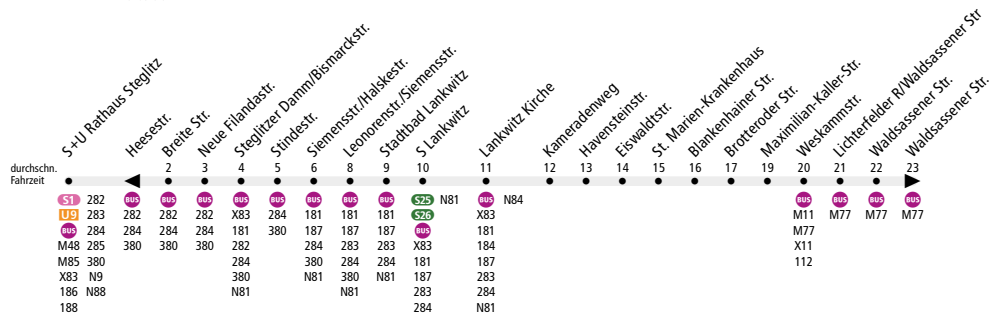 S+U Rathaus Steglitz
Heesestr.
Breite Str.
Neue Filandastr.
Steglitzer Damm/Bismarckstr.
Stindestr.
Siemensstr/Halskestr.
Leonorenstr/Siemensstr.
Stadtbad Lankwitz
S Lankwitz
Lankwitz Kirche
Kameradenweg
Havensteinstr.
Eiswaldtstr.
St. Marien-Krankenhaus
Blankenhainer Str.
Brotteroder Str.
Maximilian-Kaller-Str.
Weskammstr.
Lichterfelder R/Waldsassener Str
Waldsassener Str.
Waldsassener Str.
durchschn. 2 3 4 5 6 8 9 10 11 12 13 14 15 16 17 19 20 21 22 23
Fahrzeit
S1 282 BUS BUS BUS BUS BUS BUS BUS BUS S25 N81 BUS N84 BUS BUS BUS BUS
U9 283 282 282 282 X83 284 181 181 181 S26 X83 M11 M77 M77 M77
BUS 284 284 284 284 181 380 187 187 187 BUS 181 M77
M48 285 380 380 380 282 284 283 283 X83 184 X11
M85 380 284 380 284 284 181 187 112
X83 N9 380 N81 380 N81 187 283
186 N88 N81 N81 283 284
188 284 N81